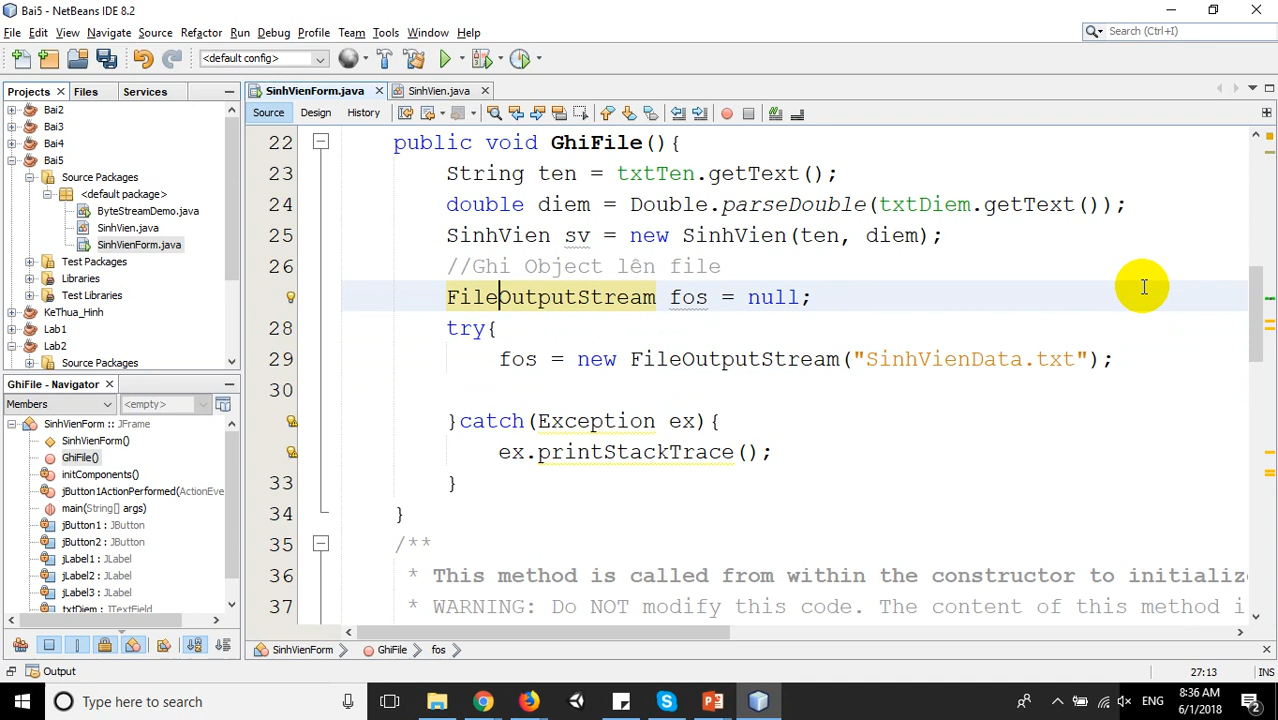 Bai5 - NetBeans IDE 8.2
File Edit View Navigate Source Refactor Run Debug Profile Team Tools Window Help
Search (Ctrl+I)
<default config>
Projects Files Services
SinhVienForm.java SinhVien.java
Source Design History
Bai2
Bai3
Bai4
Bai5
Source Packages
<default package>
ByteStreamDemo.java
SinhVien.java
SinhVienForm.java
Test Packages
Libraries
Test Libraries
KeThua_Hinh
Lab1
Lab2
Source Packages
GhiFile - Navigator
Members <empty>
SinhVienForm :: JFrame
SinhVienForm()
GhiFile()
initComponents()
jButton1ActionPerformed(ActionEve
main(String[] args)
jButton1 : JButton
jButton2 : JButton
jLabel1 : JLabel
jLabel2 : JLabel
jLabel3 : JLabel
txtDiem : JTextField
22 public void GhiFile(){
23 String ten = txtTen.getText();
24 double diem = Double.parseDouble(txtDiem.getText());
25 SinhVien sv = new SinhVien(ten, diem);
26 //Ghi Object lên file
FileOutputStream fos = null;
28 try{
29 fos = new FileOutputStream("SinhVienData.txt");
30
}catch(Exception ex){
ex.printStackTrace();
33 }
34 }
35 /**
36 * This method is called from within the constructor to initialize
37 * WARNING: Do NOT modify this code. The content of this method i
SinhVienForm GhiFile fos
Output
27:13 INS
Type here to search
ENG
8:36 AM
6/1/2018
2